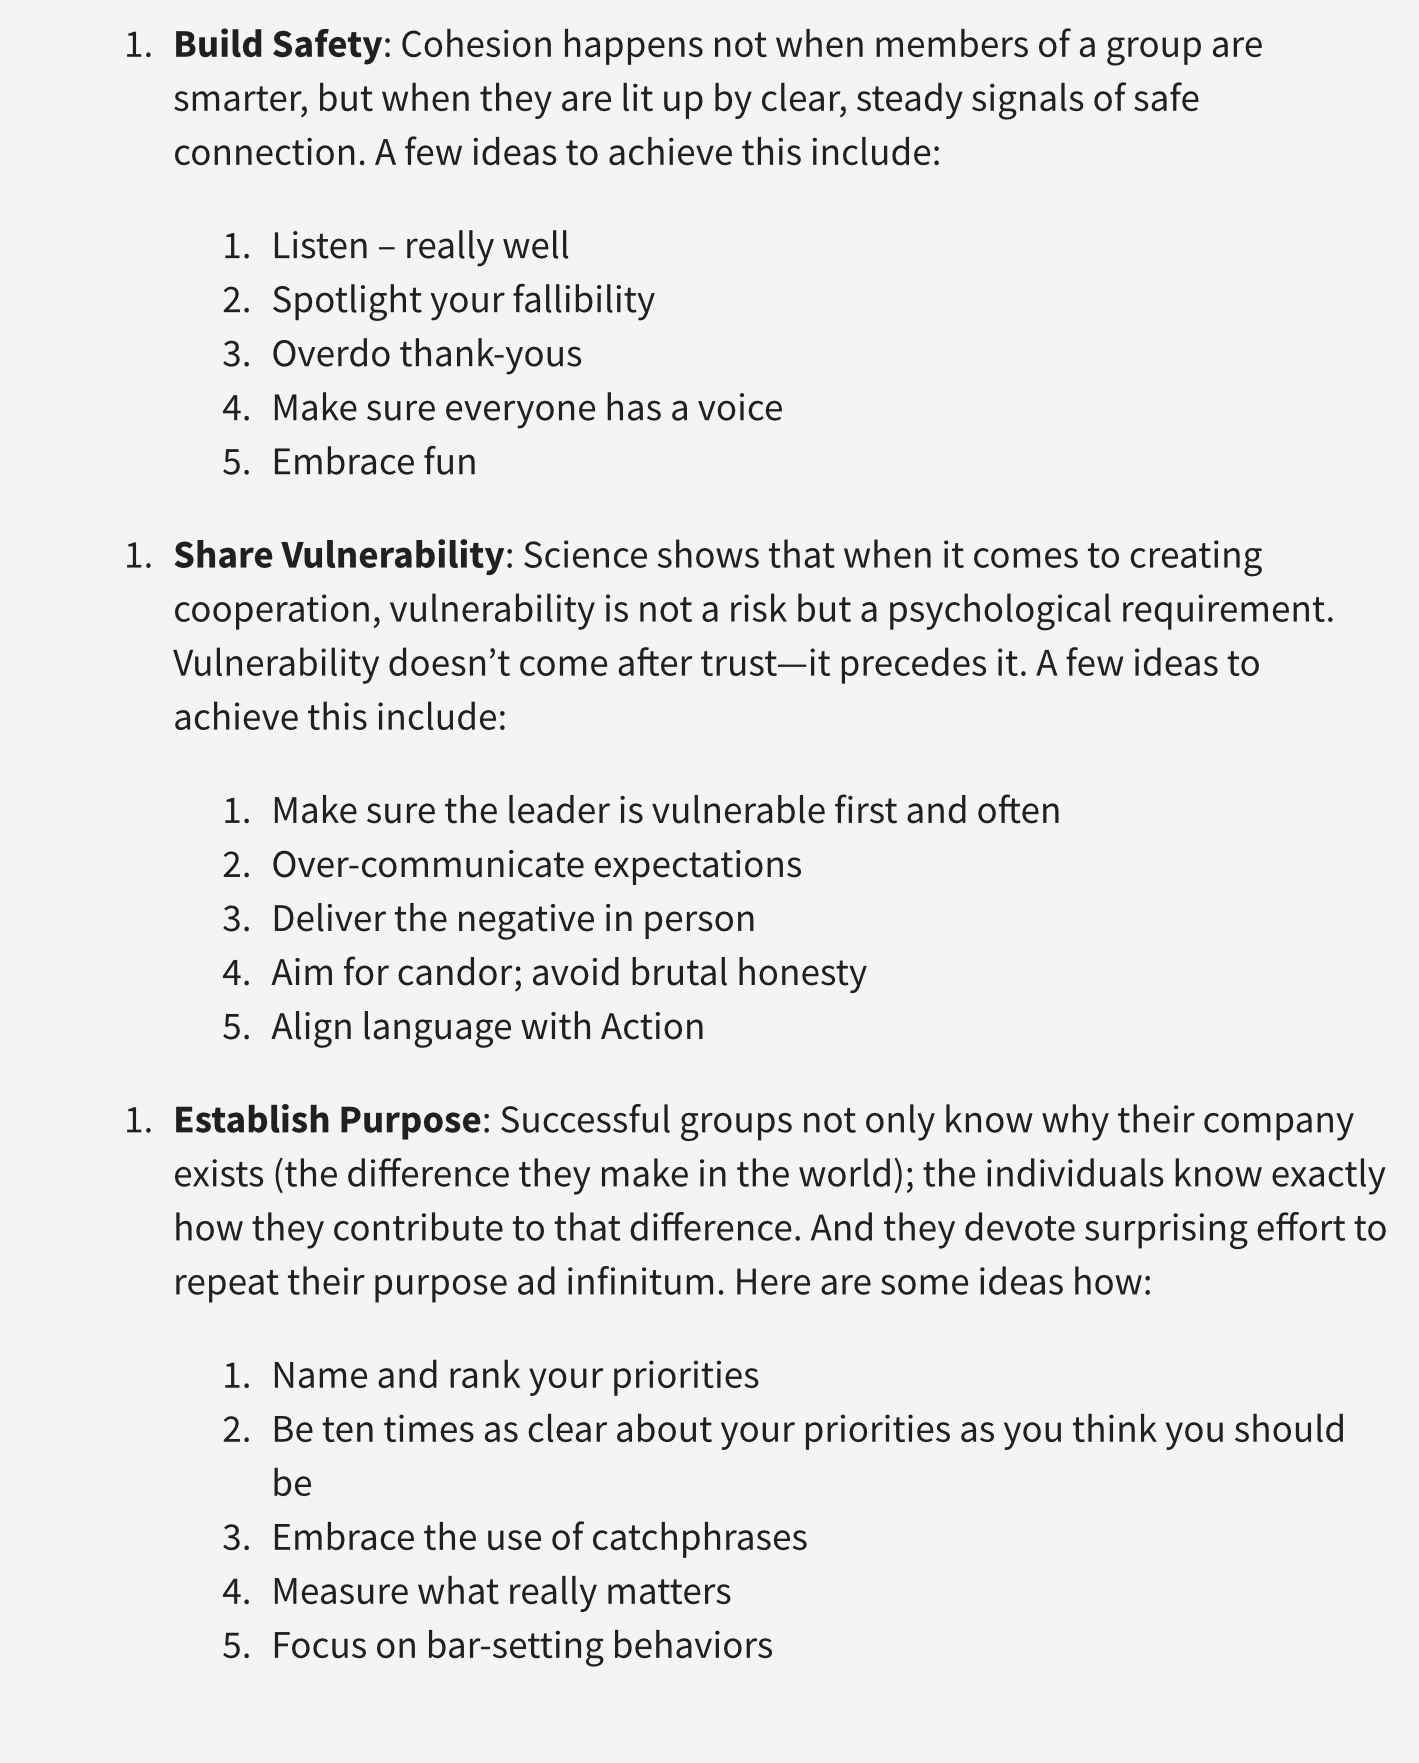 1. Build Safety: Cohesion happens not when members of a group are
smarter, but when they are lit up by clear, steady signals of safe
connection. A few ideas to achieve this include:
1. Listen – really well
2. Spotlight your fallibility
3. Overdo thank-yous
4. Make sure everyone has a voice
5. Embrace fun
1. Share Vulnerability: Science shows that when it comes to creating
cooperation, vulnerability is not a risk but a psychological requirement.
Vulnerability doesn’t come after trust—it precedes it. A few ideas to
achieve this include:
1. Make sure the leader is vulnerable first and often
2. Over-communicate expectations
3. Deliver the negative in person
4. Aim for candor; avoid brutal honesty
5. Align language with Action
1. Establish Purpose: Successful groups not only know why their company
exists (the difference they make in the world); the individuals know exactly
how they contribute to that difference. And they devote surprising effort to
repeat their purpose ad infinitum. Here are some ideas how:
1. Name and rank your priorities
2. Be ten times as clear about your priorities as you think you should
be
3. Embrace the use of catchphrases
4. Measure what really matters
5. Focus on bar-setting behaviors